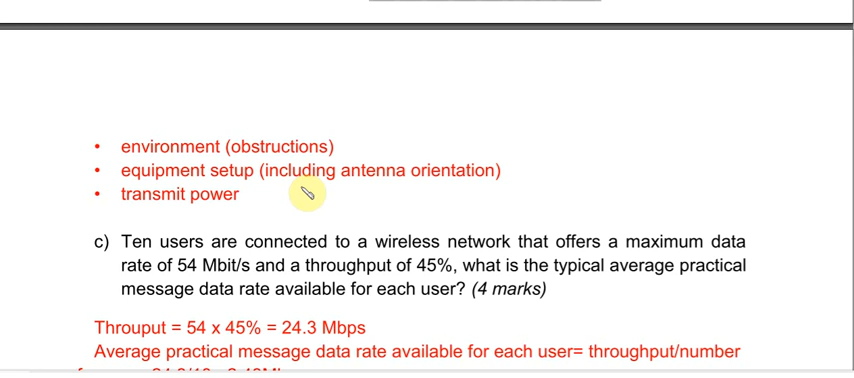 • environment (obstructions)
• equipment setup (including antenna orientation)
• transmit power
c) Ten users are connected to a wireless network that offers a maximum data
rate of 54 Mbit/s and a throughput of 45%, what is the typical average practical
message data rate available for each user? (4 marks)
Throuput = 54 x 45% = 24.3 Mbps
Average practical message data rate available for each user= throughput/number